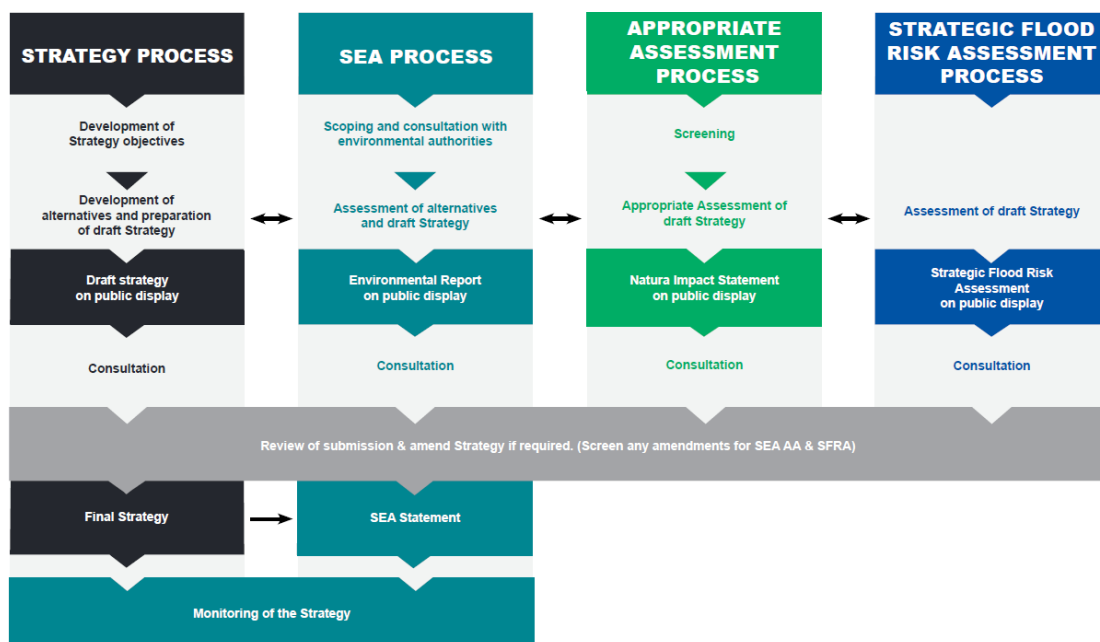 STRATEGY PROCESS
SEA PROCESS
APPROPRIATE
ASSESSMENT
PROCESS
STRATEGIC FLOOD
RISK ASSESSMENT
PROCESS
Development of
Strategy objectives
Scoping and consultation with
environmental authorities
Screening
Development of
alternatives and preparation
of draft Strategy
Assessment of alternatives
and draft Strategy
Appropriate Assessment of
draft Strategy
Assessment of draft Strategy
Draft strategy
on public display
Environmental Report
on public display
Natura Impact Statement
on public display
Strategic Flood Risk
Assessment
on public display
Consultation
Consultation
Consultation
Consultation
Review of submission & amend Strategy if required. (Screen any amendments for SEA AA & SFRA)
Final Strategy
SEA Statement
Monitoring of the Strategy